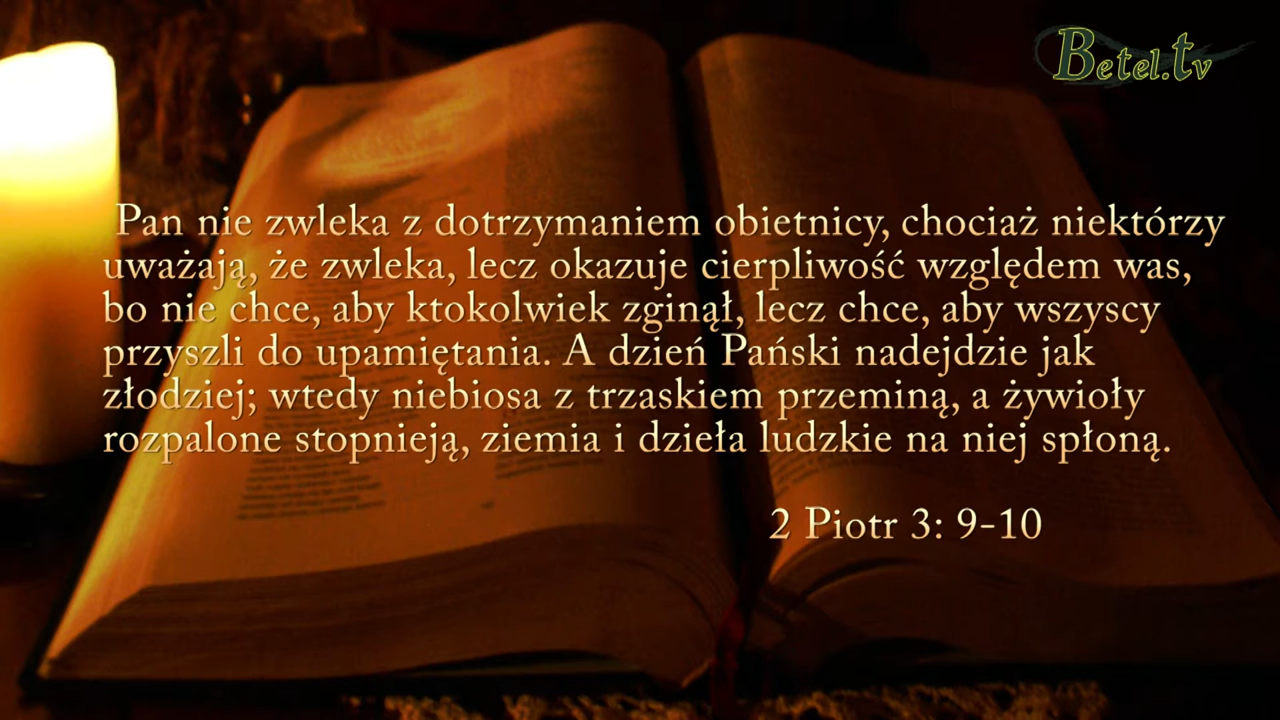 Betel.tv
Pan nie zwleka z dotrzymaniem obietnicy, chociaż niektórzy
uważają, że zwleka, lecz okazuje cierpliwość względem was,
bo nie chce, aby ktokolwiek zginął, lecz chce, aby wszyscy
przyszli do upamiętania. A dzień Pański nadejdzie jak
złodziej; wtedy niebiosa z trzaskiem przeminą, a żywioły
rozpalone stopnieją, ziemia i dzieła ludzkie na niej spłoną.
2 Piotr 3: 9-10